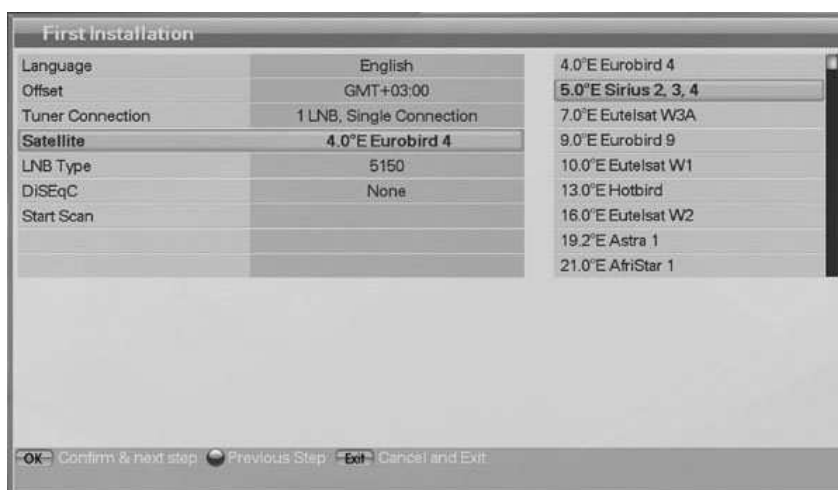 First Installation
Language English
Offset GMT+03:00
Tuner Connection 1 LNB, Single Connection
Satellite 4.0°E Eurobird 4
LNB Type 5150
DiSEqC None
Start Scan
4.0°E Eurobird 4
5.0°E Sirius 2, 3, 4
7.0°E Eutelsat W3A
9.0°E Eurobird 9
10.0°E Eutelsat W1
13.0°E Hotbird
16.0°E Eutelsat W2
19.2°E Astra 1
21.0°E AfriStar 1
OK Confirm & next step Previous Step Exit Cancel and Exit